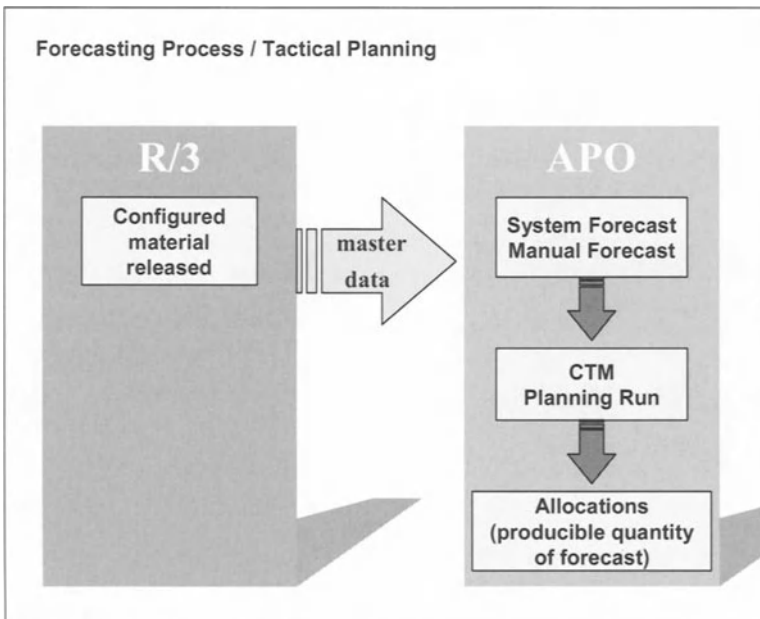 Forecasting Process / Tactical Planning
R/3
Configured
material
released
master
data
APO
System Forecast
Manual Forecast
CTM
Planning Run
Allocations
(producible quantity
of forecast)